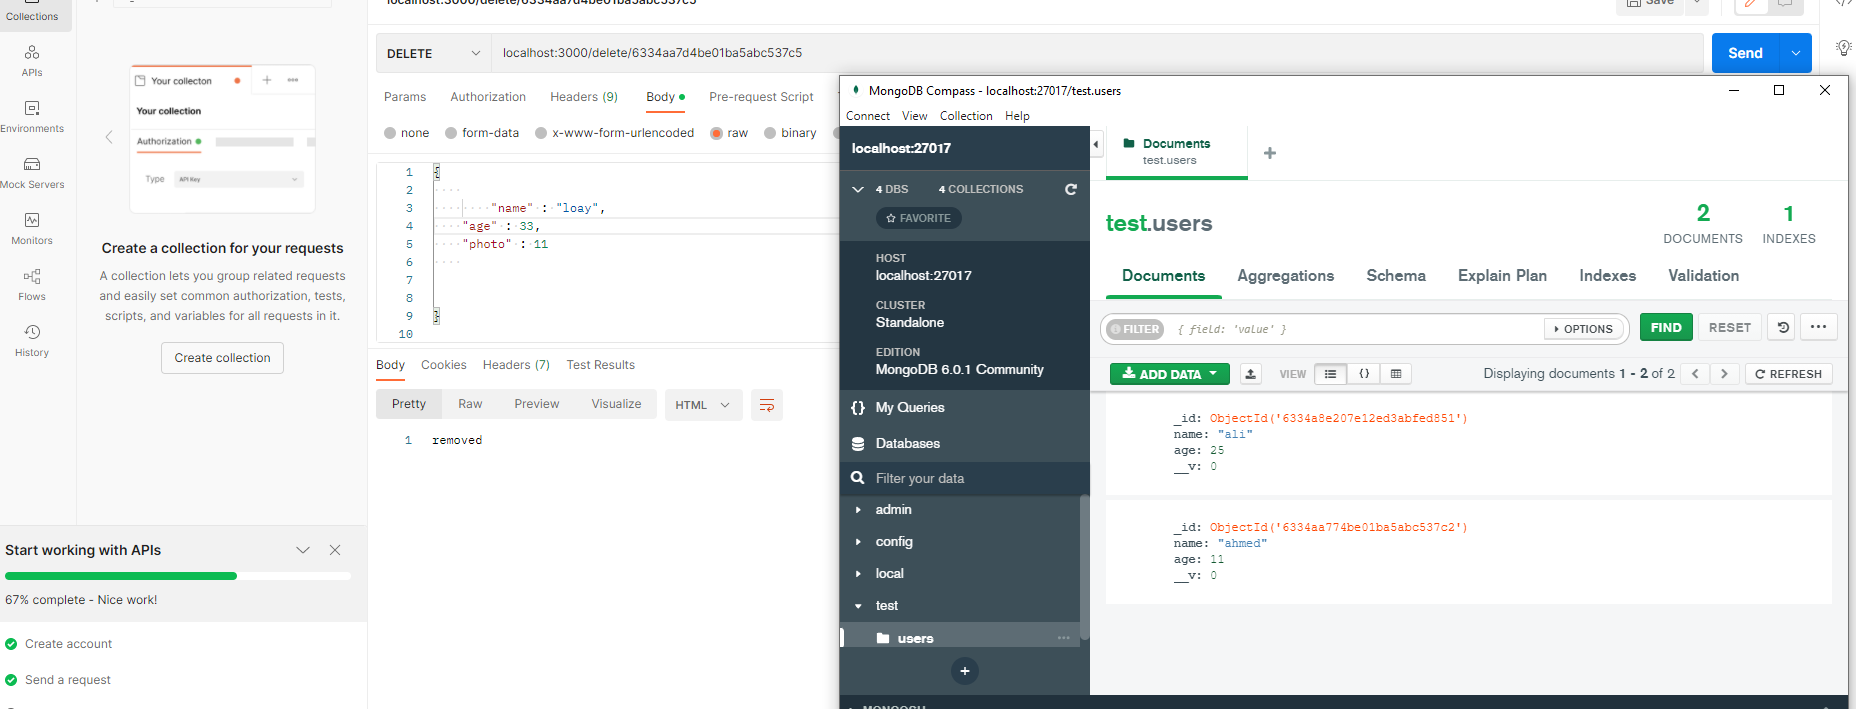 Collections
APIs
Environments
Mock Servers
Monitors
Flows
History
Your collecton
Your collection
Authorization
Type API Key
Create a collection for your requests
A collection lets you group related requests
and easily set common authorization, tests,
scripts, and variables for all requests in it.
Create collection
Start working with APIs
67% complete - Nice work!
Create account
Send a request
localhost:3000/delete/6334aa7d4be01ba5abc537c5
Save
DELETE localhost:3000/delete/6334aa7d4be01ba5abc537c5 Send
Params Authorization Headers (9) Body Pre-request Script
none form-data x-www-form-urlencoded raw binary
1 {
2
3 "name" : "loay",
4 "age" : 33,
5 "photo" : 11
6
7
8
9 }
10
Body Cookies Headers (7) Test Results
Pretty Raw Preview Visualize HTML
1 removed
MongoDB Compass - localhost:27017/test.users
Connect View Collection Help
localhost:27017
4 DBS 4 COLLECTIONS
FAVORITE
HOST
localhost:27017
CLUSTER
Standalone
EDITION
MongoDB 6.0.1 Community
{} My Queries
Databases
Filter your data
admin
config
local
test
users
Documents
test.users
test.users
2
DOCUMENTS
1
INDEXES
Documents Aggregations Schema Explain Plan Indexes Validation
FILTER { field: 'value' } OPTIONS FIND RESET
ADD DATA VIEW {} Displaying documents 1 - 2 of 2 REFRESH
_id: ObjectId('6334a8e207e12ed3abfed851')
name: "ali"
age: 25
__v: 0
_id: ObjectId('6334aa774be01ba5abc537c2')
name: "ahmed"
age: 11
__v: 0
MONGOSH